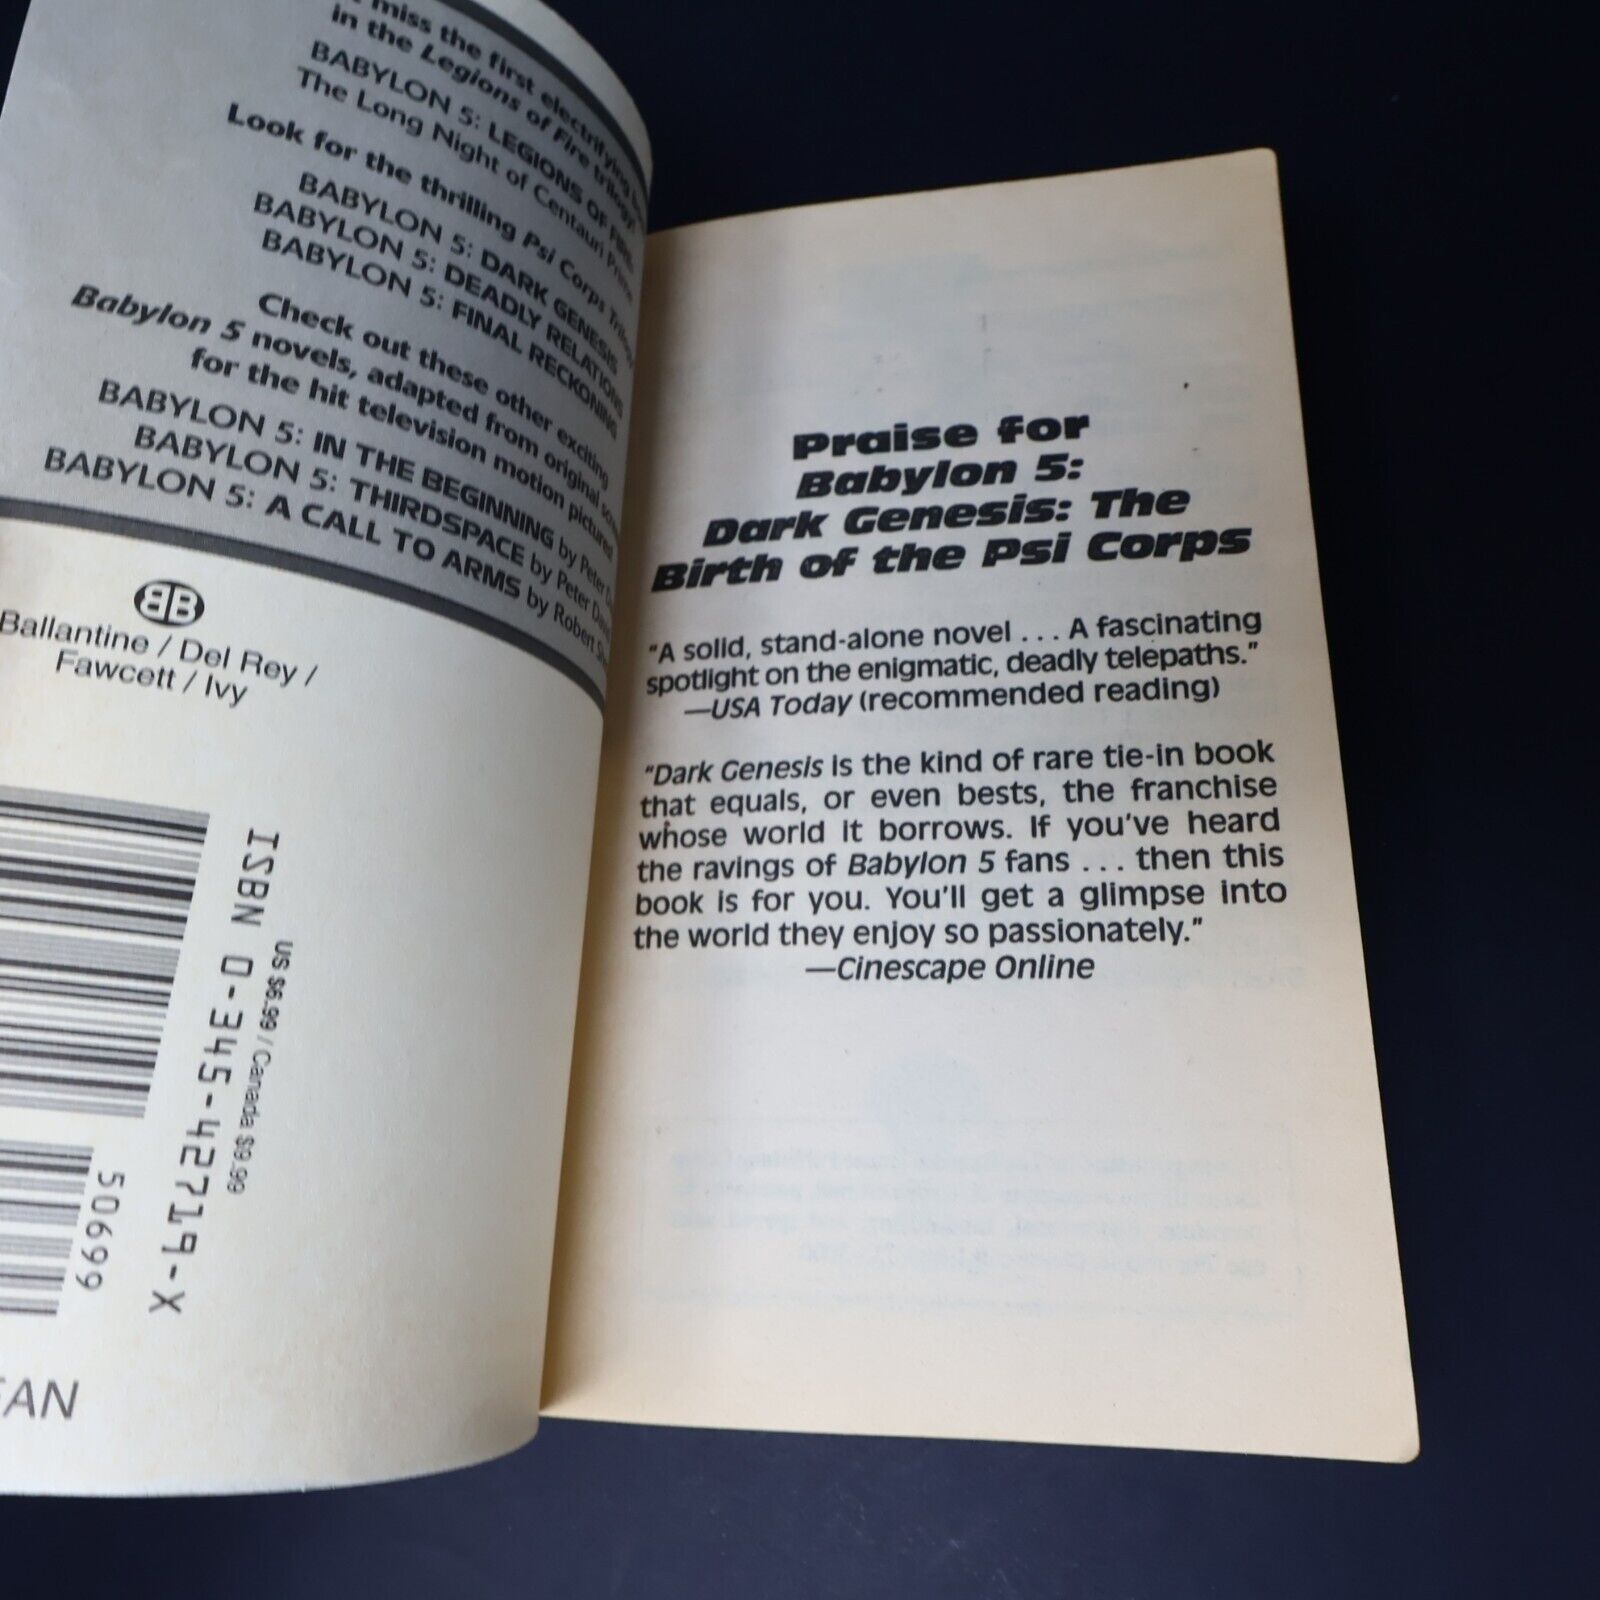 miss the first electrifying
in the Legions of Fire trilogy!
BABYLON 5: LEGIONS OF FIRE
The Long Night of Centauri Prime
Look for the thrilling Psi Corps
BABYLON 5: DARK GENESIS
BABYLON 5: DEADLY RELATIONS
BABYLON 5: FINAL RECKONING
Check out these other exciting
Babylon 5 novels, adapted from original
for the hit television motion pictures
BABYLON 5: IN THE BEGINNING by Peter
BABYLON 5: THIRDSPACE by Peter David
BABYLON 5: A CALL TO ARMS by Robert
BB
Ballantine / Del Rey /
Fawcett / Ivy
ISBN 0-345-42719-X
US $6.99 / Canada $9.99
50699
FAN
Praise for
Babylon 5:
Dark Genesis: The
Birth of the Psi Corps
"A solid, stand-alone novel . . . A fascinating
spotlight on the enigmatic, deadly telepaths."
—USA Today (recommended reading)
"Dark Genesis is the kind of rare tie-in book
that equals, or even bests, the franchise
whose world it borrows. If you've heard
the ravings of Babylon 5 fans . . . then this
book is for you. You'll get a glimpse into
the world they enjoy so passionately."
—Cinescape Online